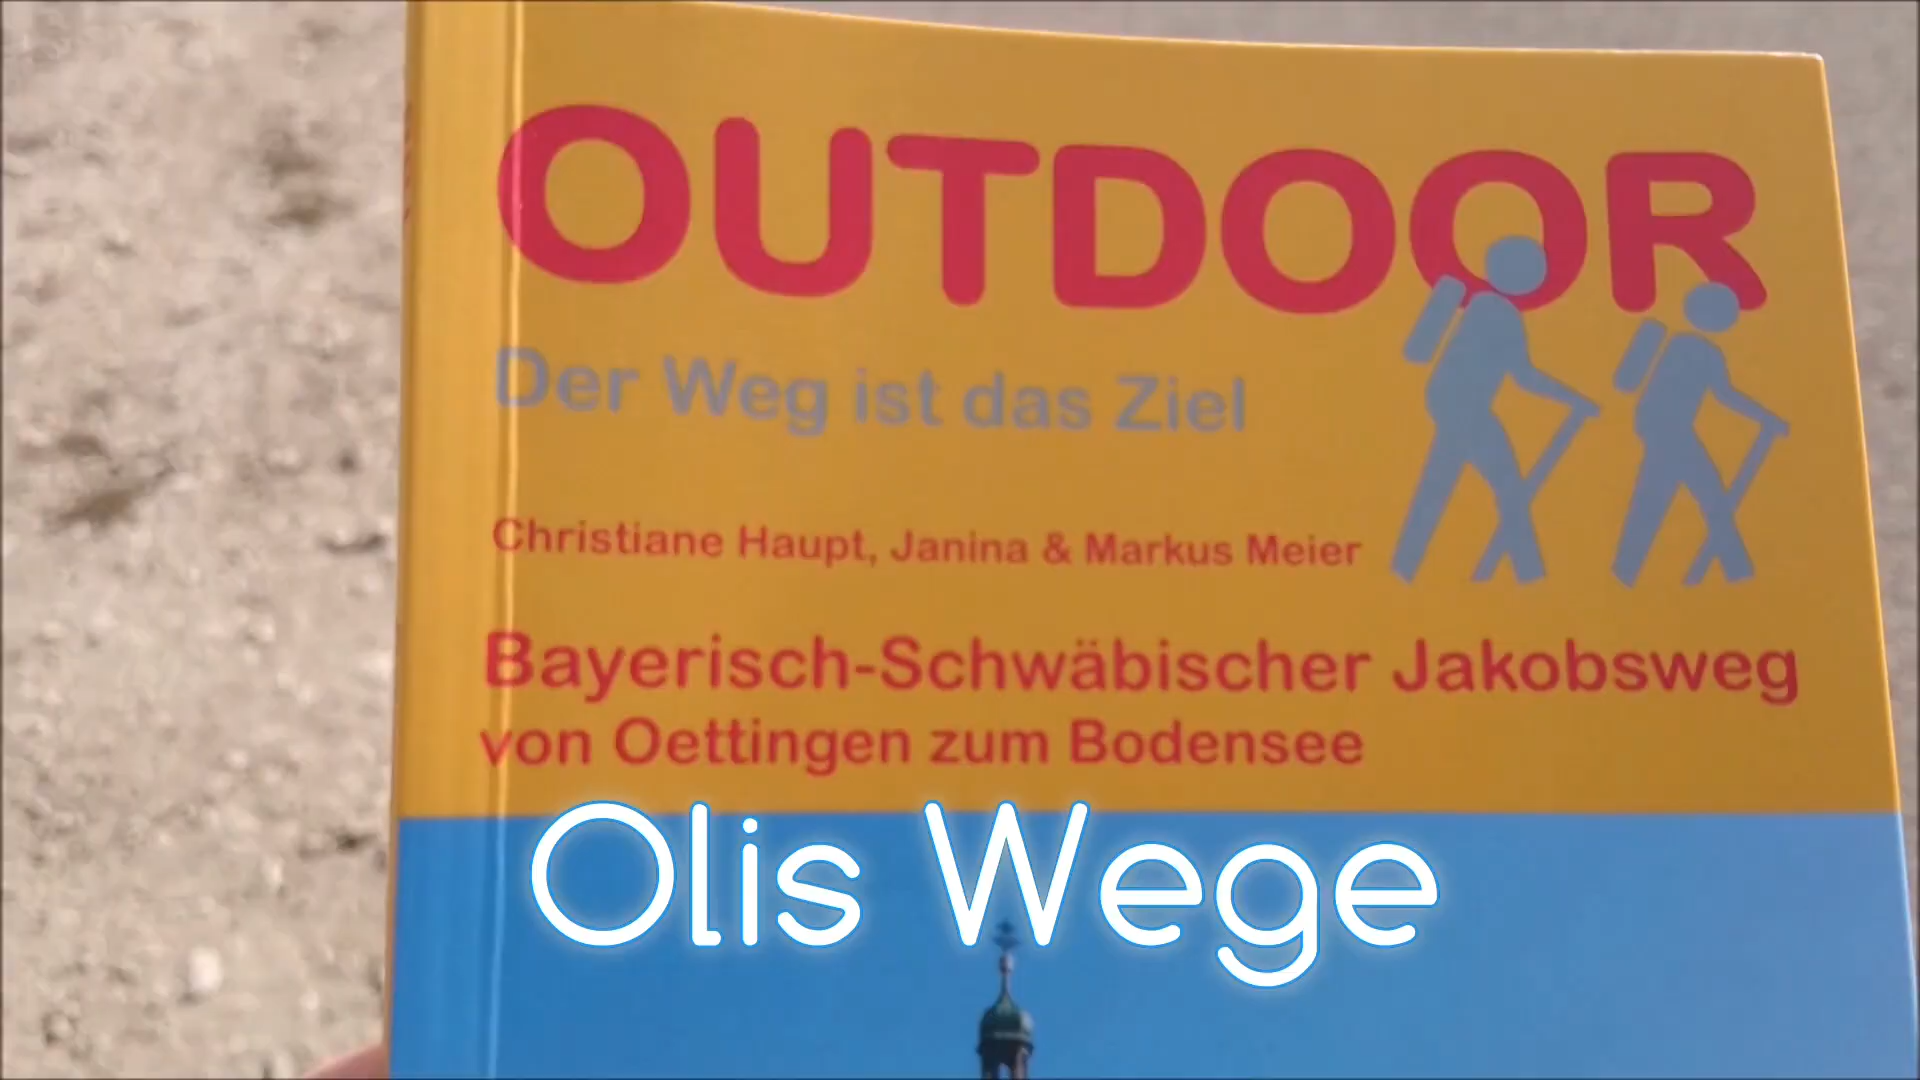 OUTDOOR
Der Weg ist das Ziel
Christiane Haupt, Janina & Markus Meier
Bayerisch-Schwäbischer Jakobsweg
von Oettingen zum Bodensee
Olis Wege